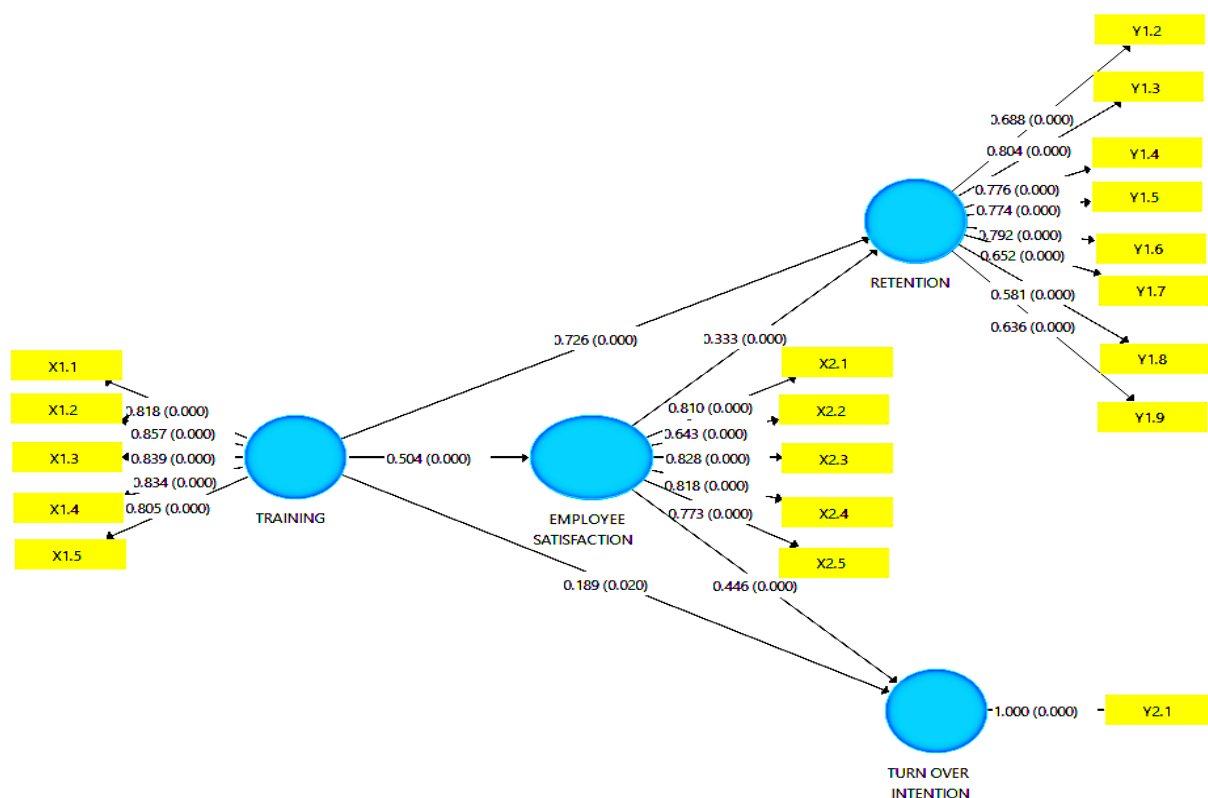 Y1.2
Y1.3
0.688 (0.000)
0.804 (0.000)
Y1.4
0.776 (0.000)
Y1.5
0.774 (0.000)
0.792 (0.000)
Y1.6
0.652 (0.000)
RETENTION
Y1.7
0.581 (0.000)
0.636 (0.000)
0.726 (0.000)
0.333 (0.000)
Y1.8
X1.1
X2.1
X1.2
0.818 (0.000)
0.810 (0.000)
X2.2
Y1.9
0.857 (0.000)
0.643 (0.000)
X1.3
0.839 (0.000)
0.504 (0.000)
0.828 (0.000)
X2.3
0.834 (0.000)
0.818 (0.000)
X1.4
0.805 (0.000)
TRAINING
EMPLOYEE
SATISFACTION
0.773 (0.000)
X2.4
X1.5
X2.5
0.189 (0.020)
0.446 (0.000)
1.000 (0.000)
Y2.1
TURN OVER
INTENTION